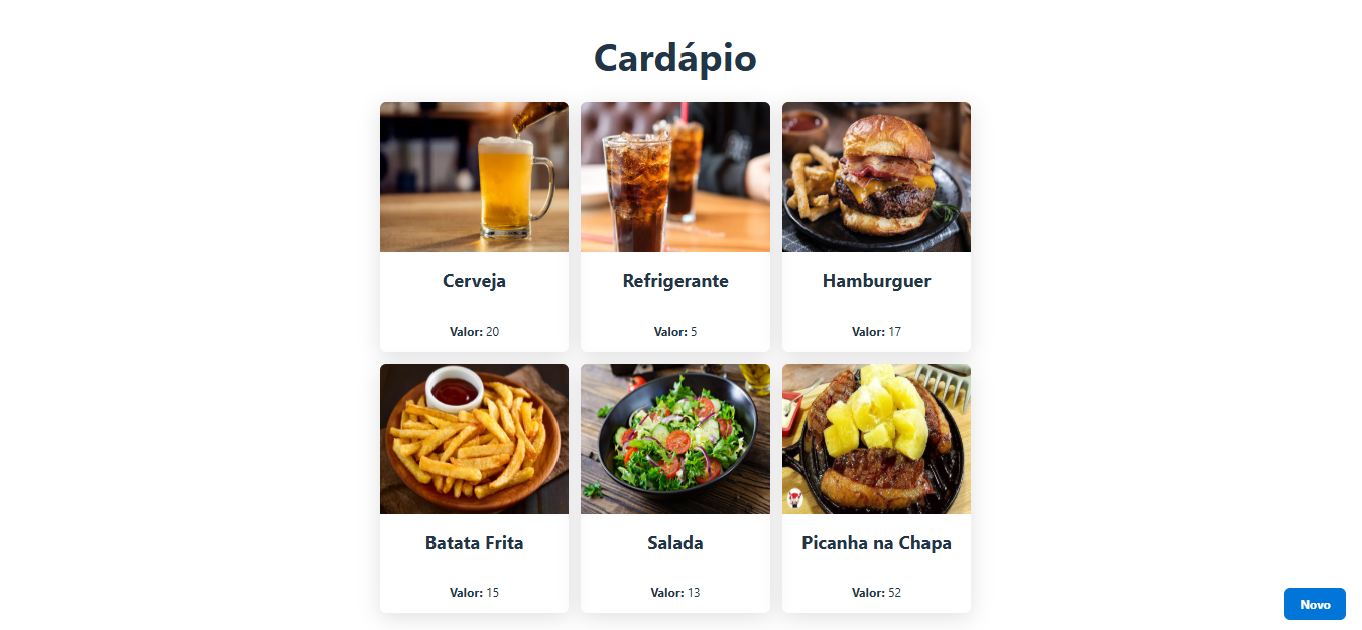 Cardápio
Cerveja
Valor: 20
Refrigerante
Valor: 5
Hamburguer
Valor: 17
Batata Frita
Valor: 15
Salada
Valor: 13
Picanha na Chapa
Valor: 52
Novo